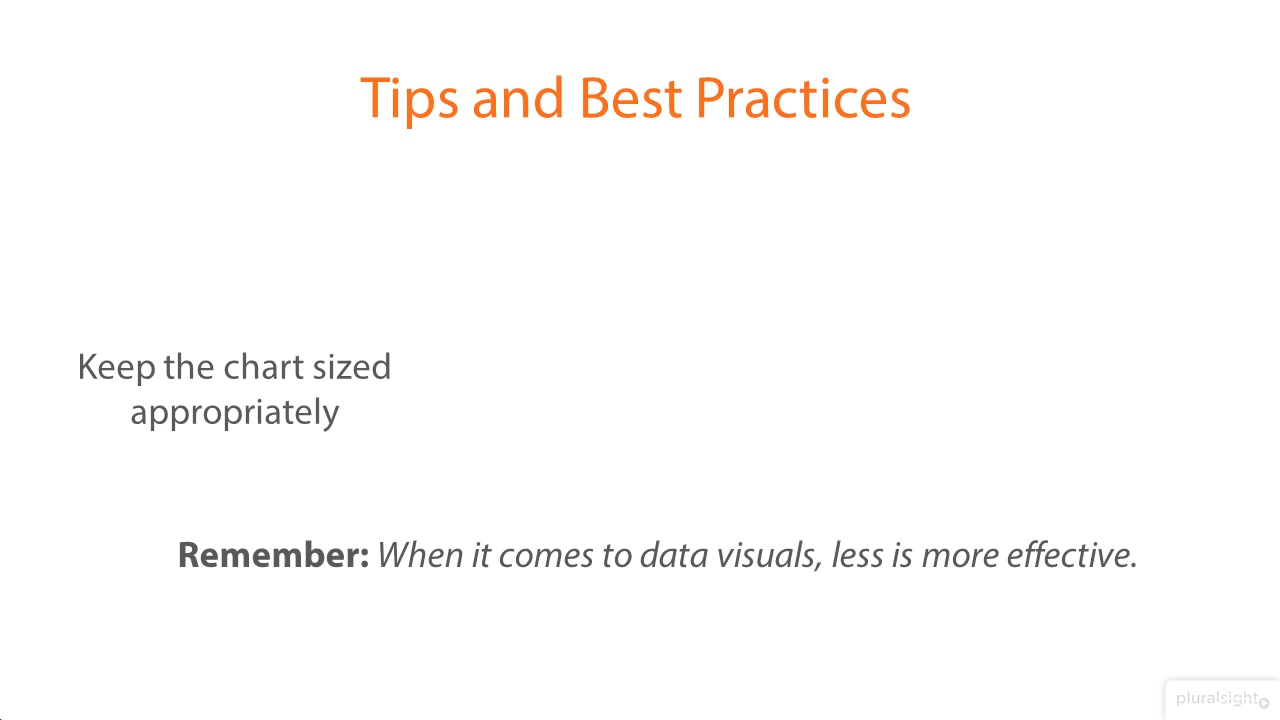 Tips and Best Practices
Keep the chart sized
appropriately
Remember: When it comes to data visuals, less is more effective.
pluralsight